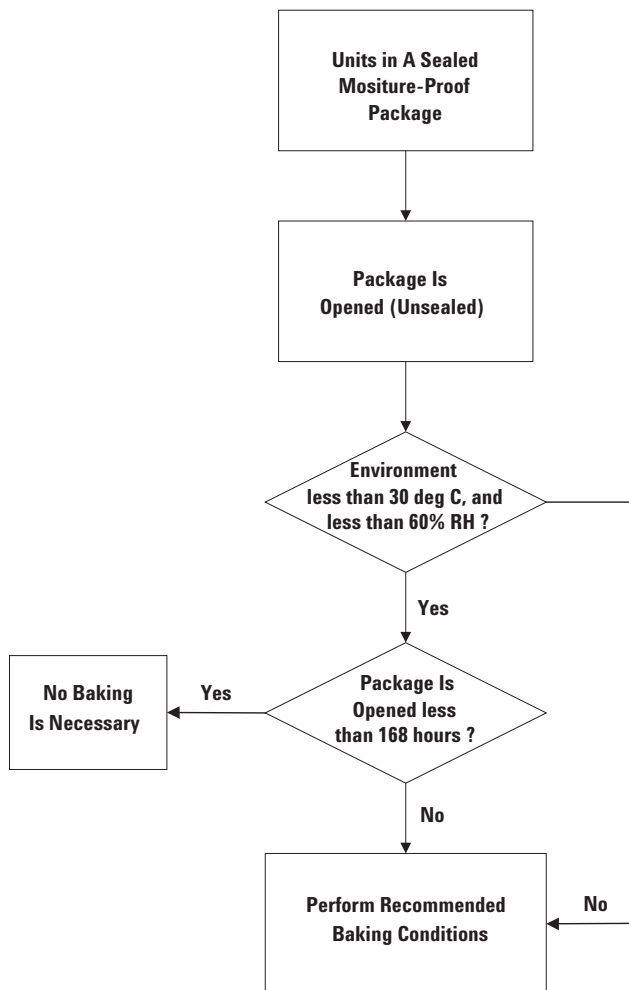 Units in A Sealed
Mositure-Proof
Package
Package Is
Opened (Unsealed)
Environment
less than 30 deg C, and
less than 60% RH ?
Yes
No Baking
Is Necessary
Yes
Package Is
Opened less
than 168 hours ?
No
Perform Recommended
Baking Conditions
No